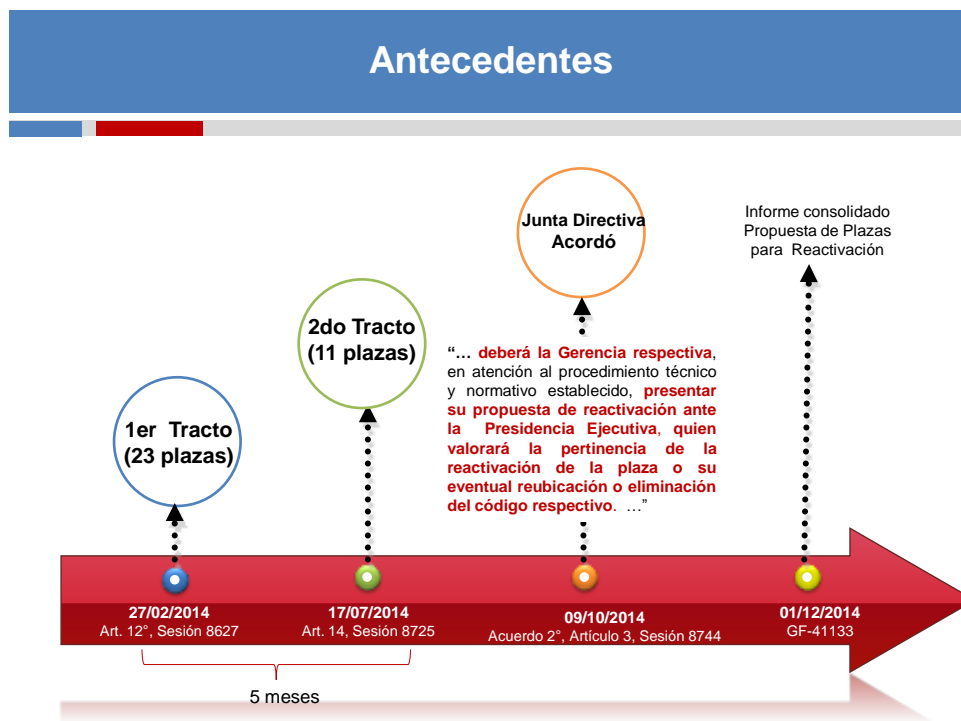 Antecedentes
1er Tracto
(23 plazas)
2do Tracto
(11 plazas)
Junta Directiva
Acordó
Informe consolidado
Propuesta de Plazas
para Reactivación
“… deberá la Gerencia respectiva,
en atención al procedimiento técnico
y normativo establecido, presentar
su propuesta de reactivación ante
la Presidencia Ejecutiva, quien
valorará la pertinencia de la
reactivación de la plaza o su
eventual reubicación o eliminación
del código respectivo. …”
27/02/2014
Art. 12°, Sesión 8627
17/07/2014
Art. 14, Sesión 8725
09/10/2014
Acuerdo 2°, Artículo 3, Sesión 8744
01/12/2014
GF-41133
5 meses